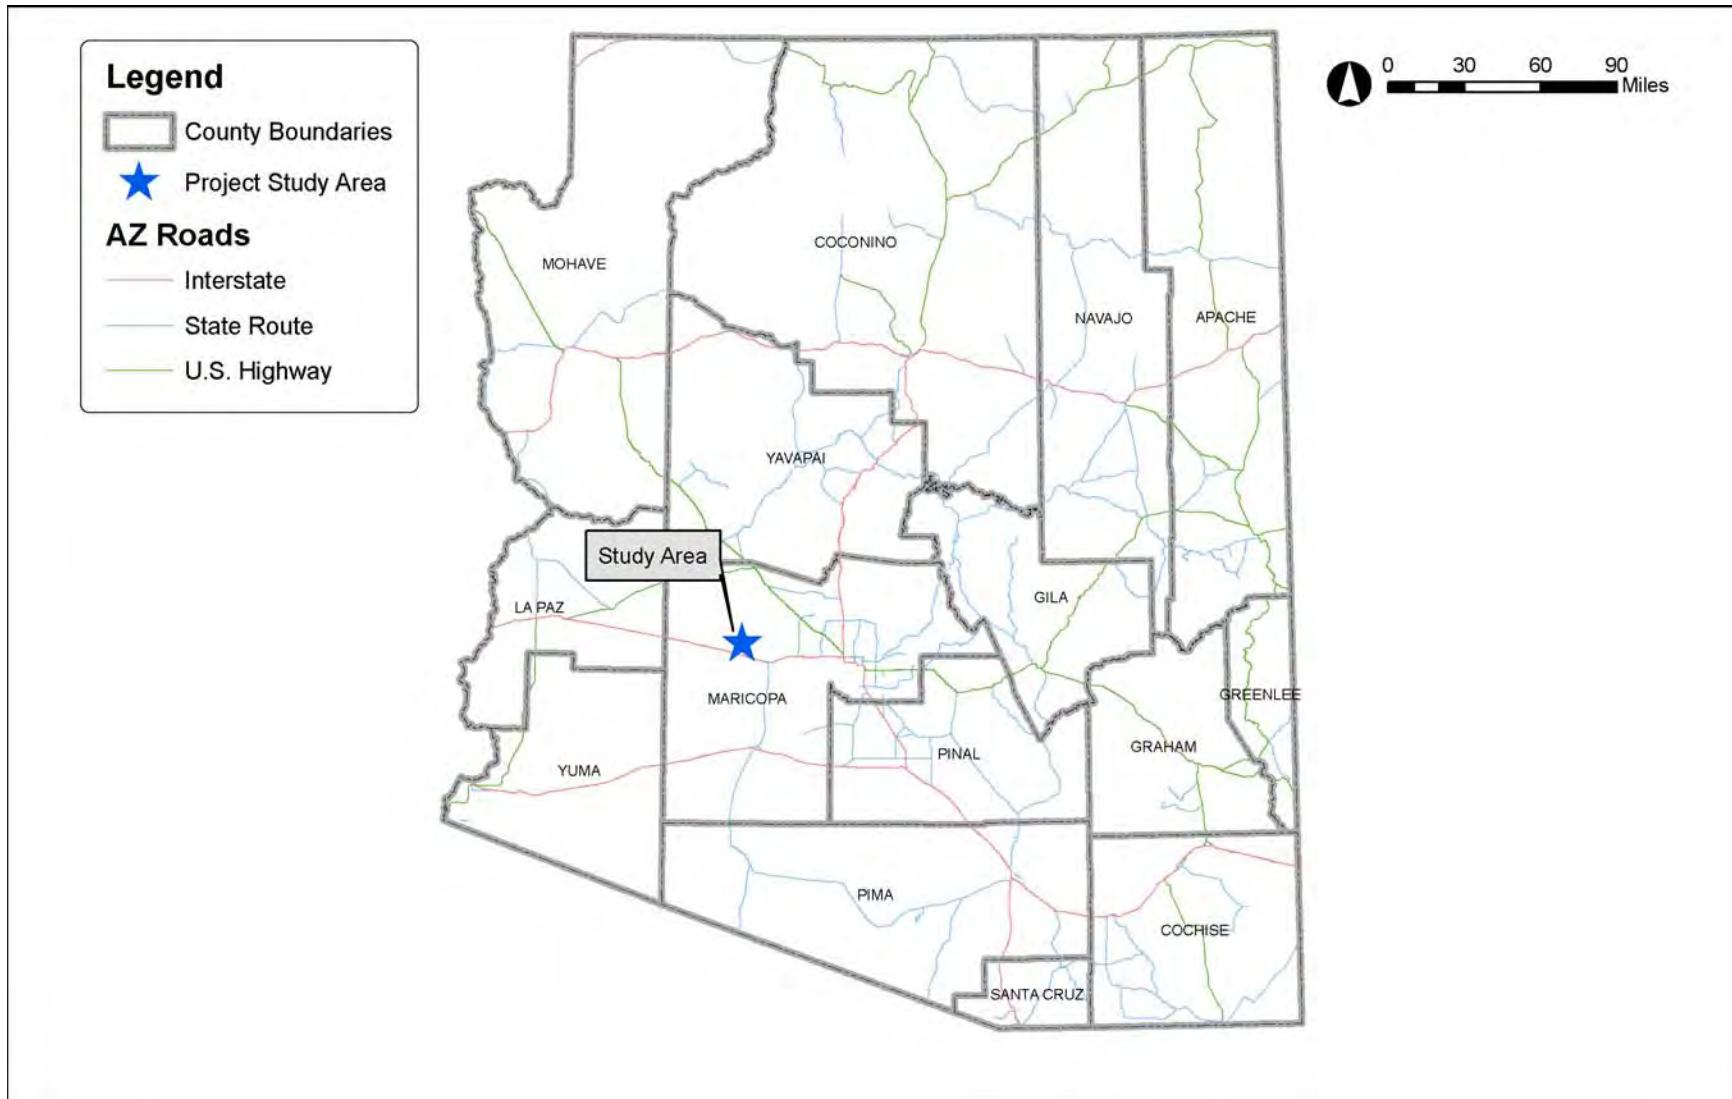 Legend
County Boundaries
Project Study Area
AZ Roads
Interstate
State Route
U.S. Highway
0 30 60 90
Miles
COCONINO
MOHAVE
NAVAJO
APACHE
YAVAPAI
Study Area
GILA
LA PAZ
GREENLEE
MARICOPA
GRAHAM
PINAL
YUMA
PIMA
COCHISE
SANTA CRUZ